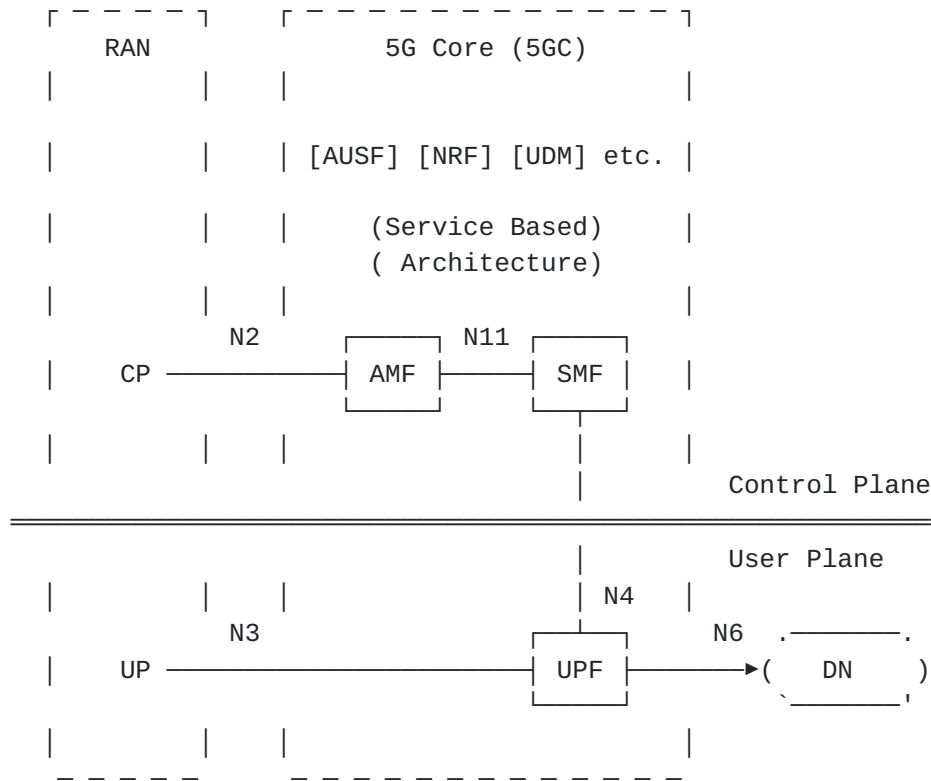 RAN 5G Core (5GC)
[AUSF] [NRF] [UDM] etc.
(Service Based)
( Architecture)
N2 N11
CP AMF SMF
Control Plane
User Plane
N4
N3 N6
UP UPF ( DN )